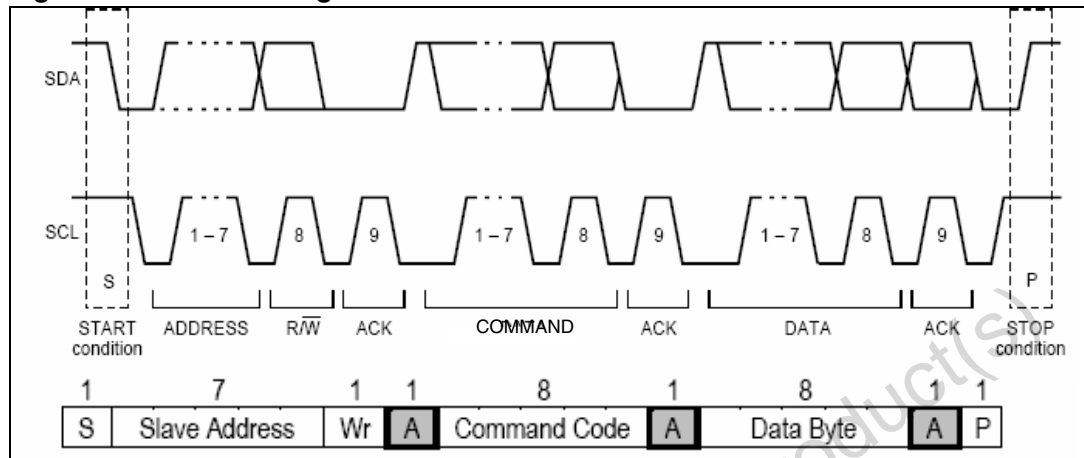 SDA
SCL
1 – 7 8 9 1 – 7 8 9 1 – 7 8 9
S P
START condition ADDRESS R/W̅ ACK COMMAND ACK DATA ACK STOP condition
1 7 1 1 8 1 8 1 1
S Slave Address Wr A Command Code A Data Byte A P